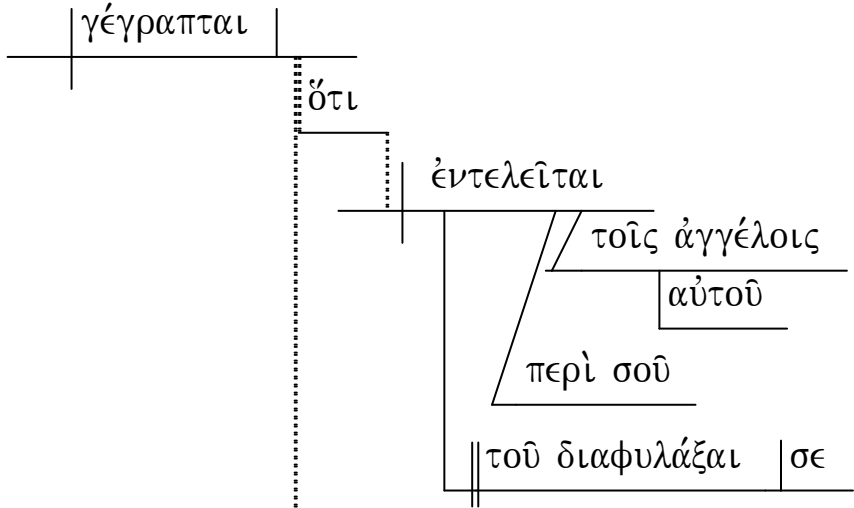 γέγραπται
ὅτι
ἐντελεῖται
τοῖς ἀγγέλοις
αὐτοῦ
περὶ σοῦ
τοῦ διαφυλάξαι σε